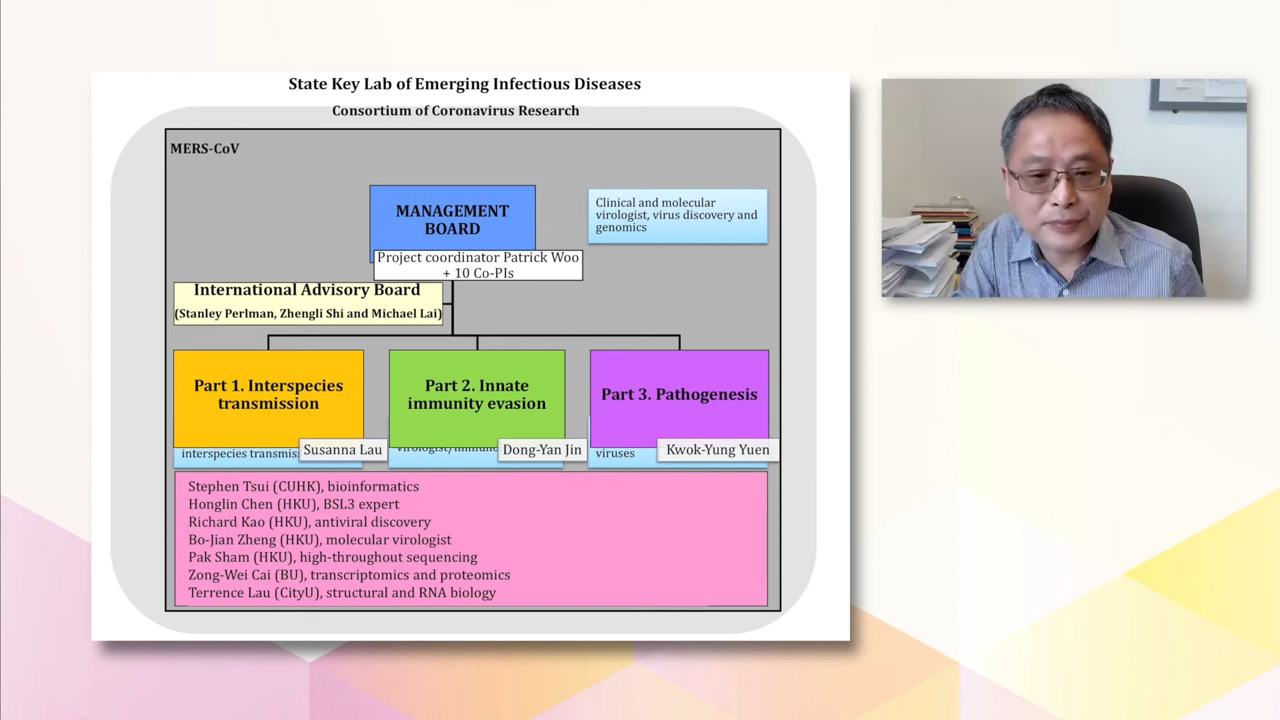 State Key Lab of Emerging Infectious Diseases
Consortium of Coronavirus Research
MERS-CoV
MANAGEMENT
BOARD
Project coordinator Patrick Woo
+ 10 Co-PIs
Clinical and molecular
virologist, virus discovery and
genomics
International Advisory Board
(Stanley Perlman, Zhengli Shi and Michael Lai)
Part 1. Interspecies
transmission
Part 2. Innate
immunity evasion
Part 3. Pathogenesis
interspecies
Susanna Lau
Dong-Yan Jin
viruses
Kwok-Yung Yuen
Stephen Tsui (CUHK), bioinformatics
Honglin Chen (HKU), BSL3 expert
Richard Kao (HKU), antiviral discovery
Bo-Jian Zheng (HKU), molecular virologist
Pak Sham (HKU), high-throughout sequencing
Zong-Wei Cai (BU), transcriptomics and proteomics
Terrence Lau (CityU), structural and RNA biology